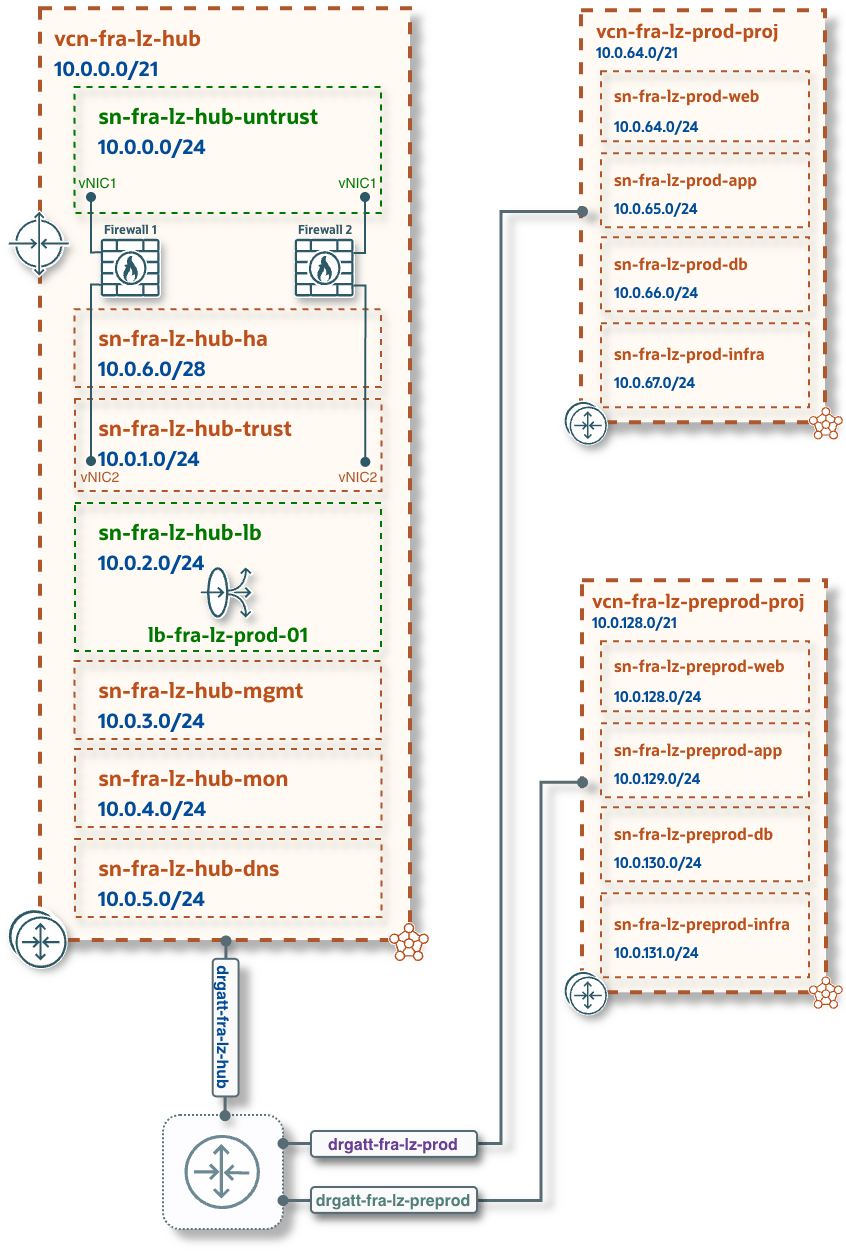 vcn-fra-lz-hub
10.0.0.0/21
sn-fra-lz-hub-untrust
10.0.0.0/24
vNIC1
vNIC1
Firewall 1
Firewall 2
sn-fra-lz-hub-ha
10.0.6.0/28
sn-fra-lz-hub-trust
10.0.1.0/24
vNIC2
vNIC2
sn-fra-lz-hub-lb
10.0.2.0/24
lb-fra-lz-prod-01
sn-fra-lz-hub-mgmt
10.0.3.0/24
sn-fra-lz-hub-mon
10.0.4.0/24
sn-fra-lz-hub-dns
10.0.5.0/24
drgatt-fra-lz-hub
vcn-fra-lz-prod-proj
10.0.64.0/21
sn-fra-lz-prod-web
10.0.64.0/24
sn-fra-lz-prod-app
10.0.65.0/24
sn-fra-lz-prod-db
10.0.66.0/24
sn-fra-lz-prod-infra
10.0.67.0/24
vcn-fra-lz-preprod-proj
10.0.128.0/21
sn-fra-lz-preprod-web
10.0.128.0/24
sn-fra-lz-preprod-app
10.0.129.0/24
sn-fra-lz-preprod-db
10.0.130.0/24
sn-fra-lz-preprod-infra
10.0.131.0/24
drgatt-fra-lz-prod
drgatt-fra-lz-preprod